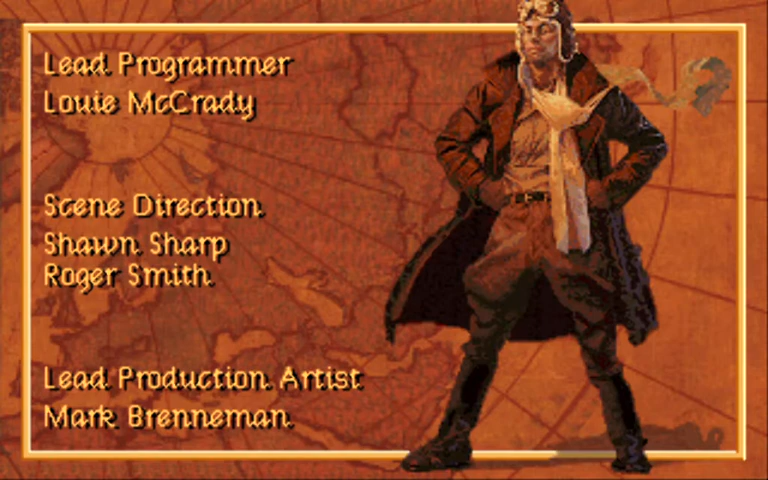 Lead Programmer
Louie McCrady
Scene Direction
Shawn Sharp
Roger Smith
Lead Production Artist
Mark Brenneman